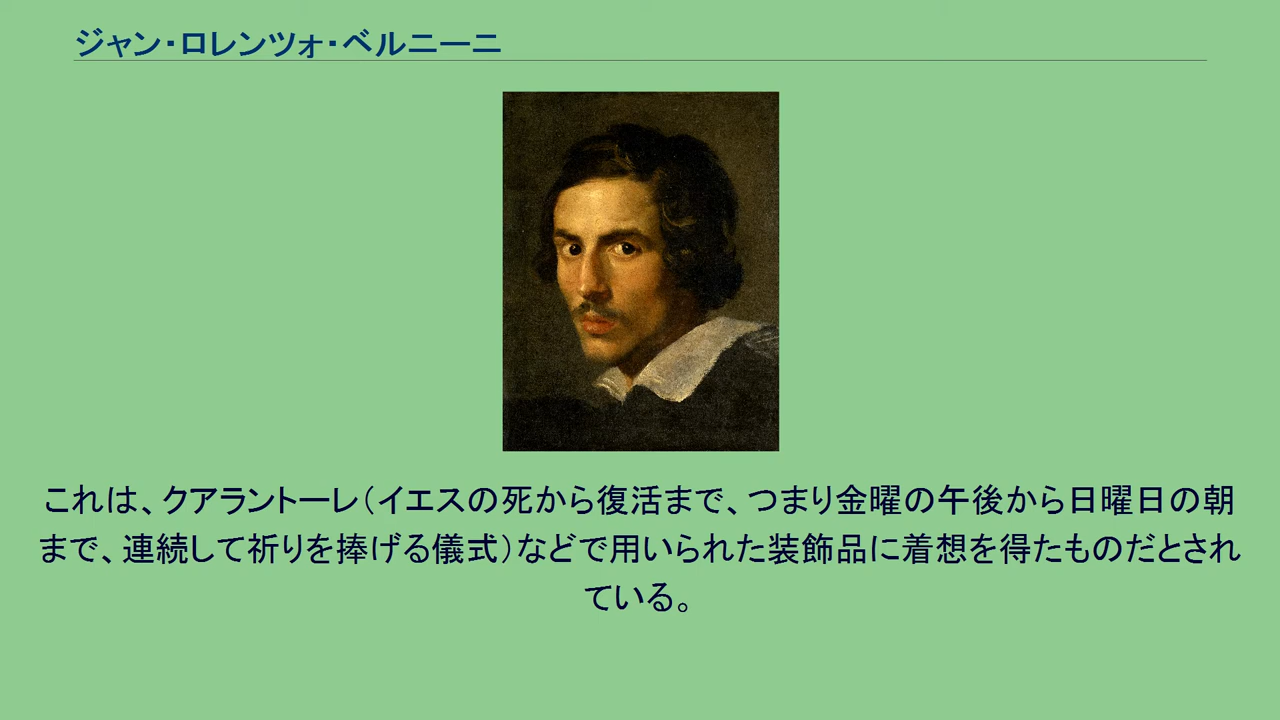 ジャン・ロレンツォ・ベルニーニ
これは、クアラントーレ（イエスの死から復活まで、つまり金曜の午後から日曜日の朝
まで、連続して祈りを捧げる儀式）などで用いられた装飾品に着想を得たものだとされ
ている。